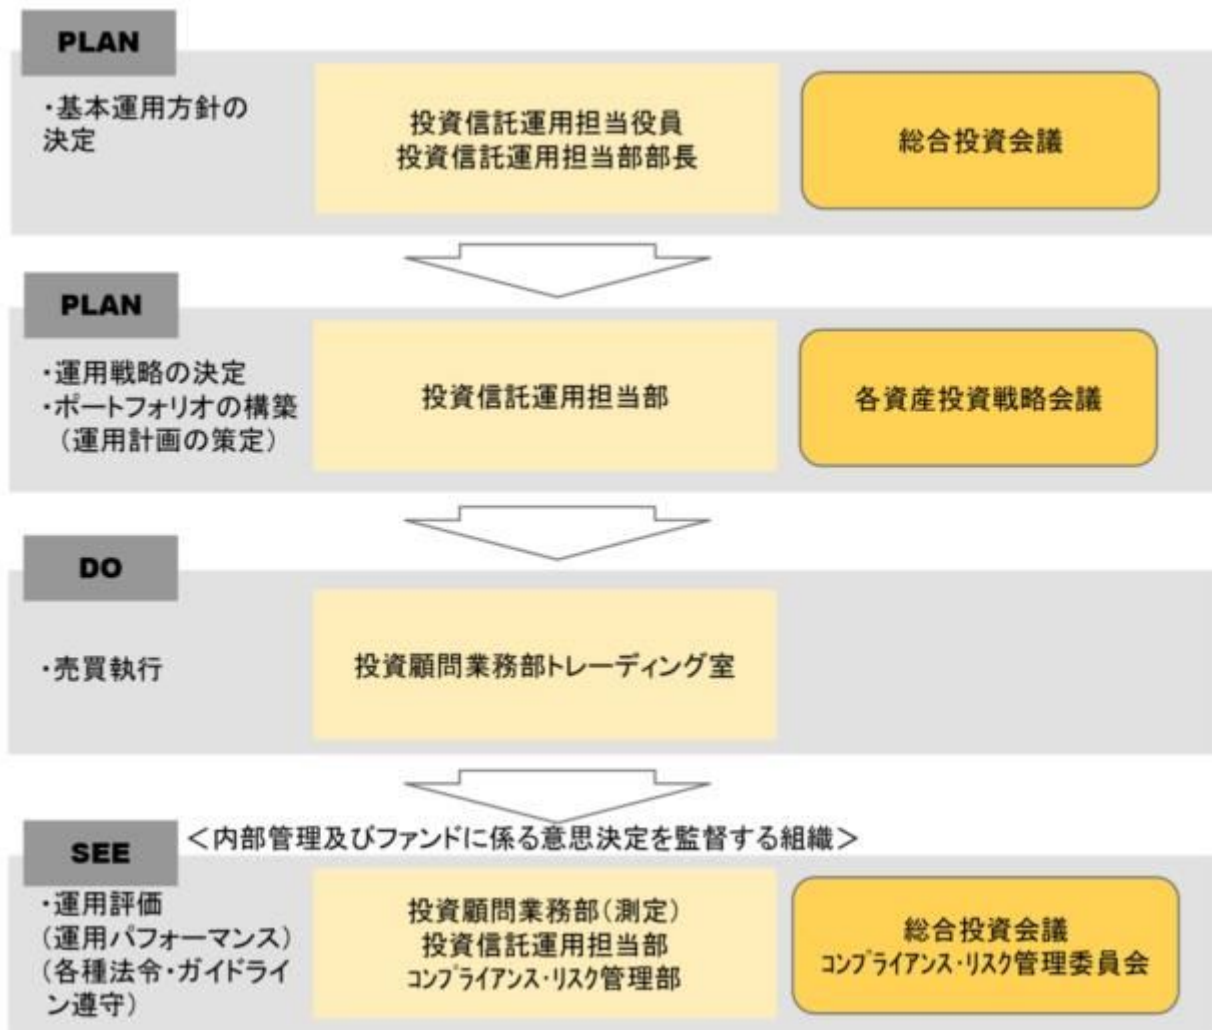 PLAN
・基本運用方針の
決定
投資信託運用担当役員
投資信託運用担当部部長
総合投資会議
PLAN
・運用戦略の決定
・ポートフォリオの構築
（運用計画の策定）
投資信託運用担当部
各資産投資戦略会議
DO
・売買執行
投資顧問業務部トレーディング室
SEE
＜内部管理及びファンドに係る意思決定を監督する組織＞
・運用評価
(運用パフォーマンス)
(各種法令・ガイドライ
ン遵守)
投資顧問業務部(測定)
投資信託運用担当部
ｺﾝﾌﾟﾗｲｱﾝｽ・ﾘｽｸ管理部
総合投資会議
ｺﾝﾌﾟﾗｲｱﾝｽ・ﾘｽｸ管理委員会